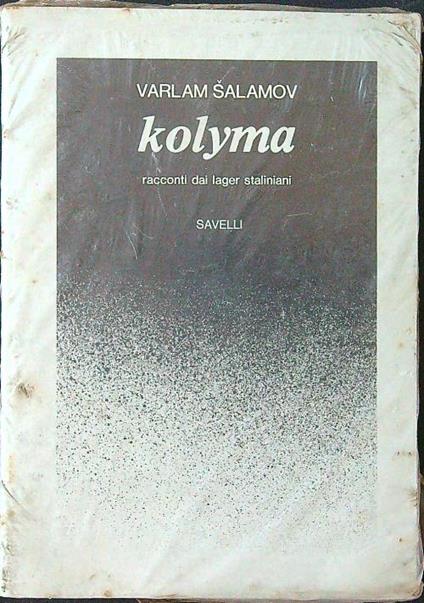 VARLAM ŠALAMOV
kolyma
racconti dai lager staliniani
SAVELLI